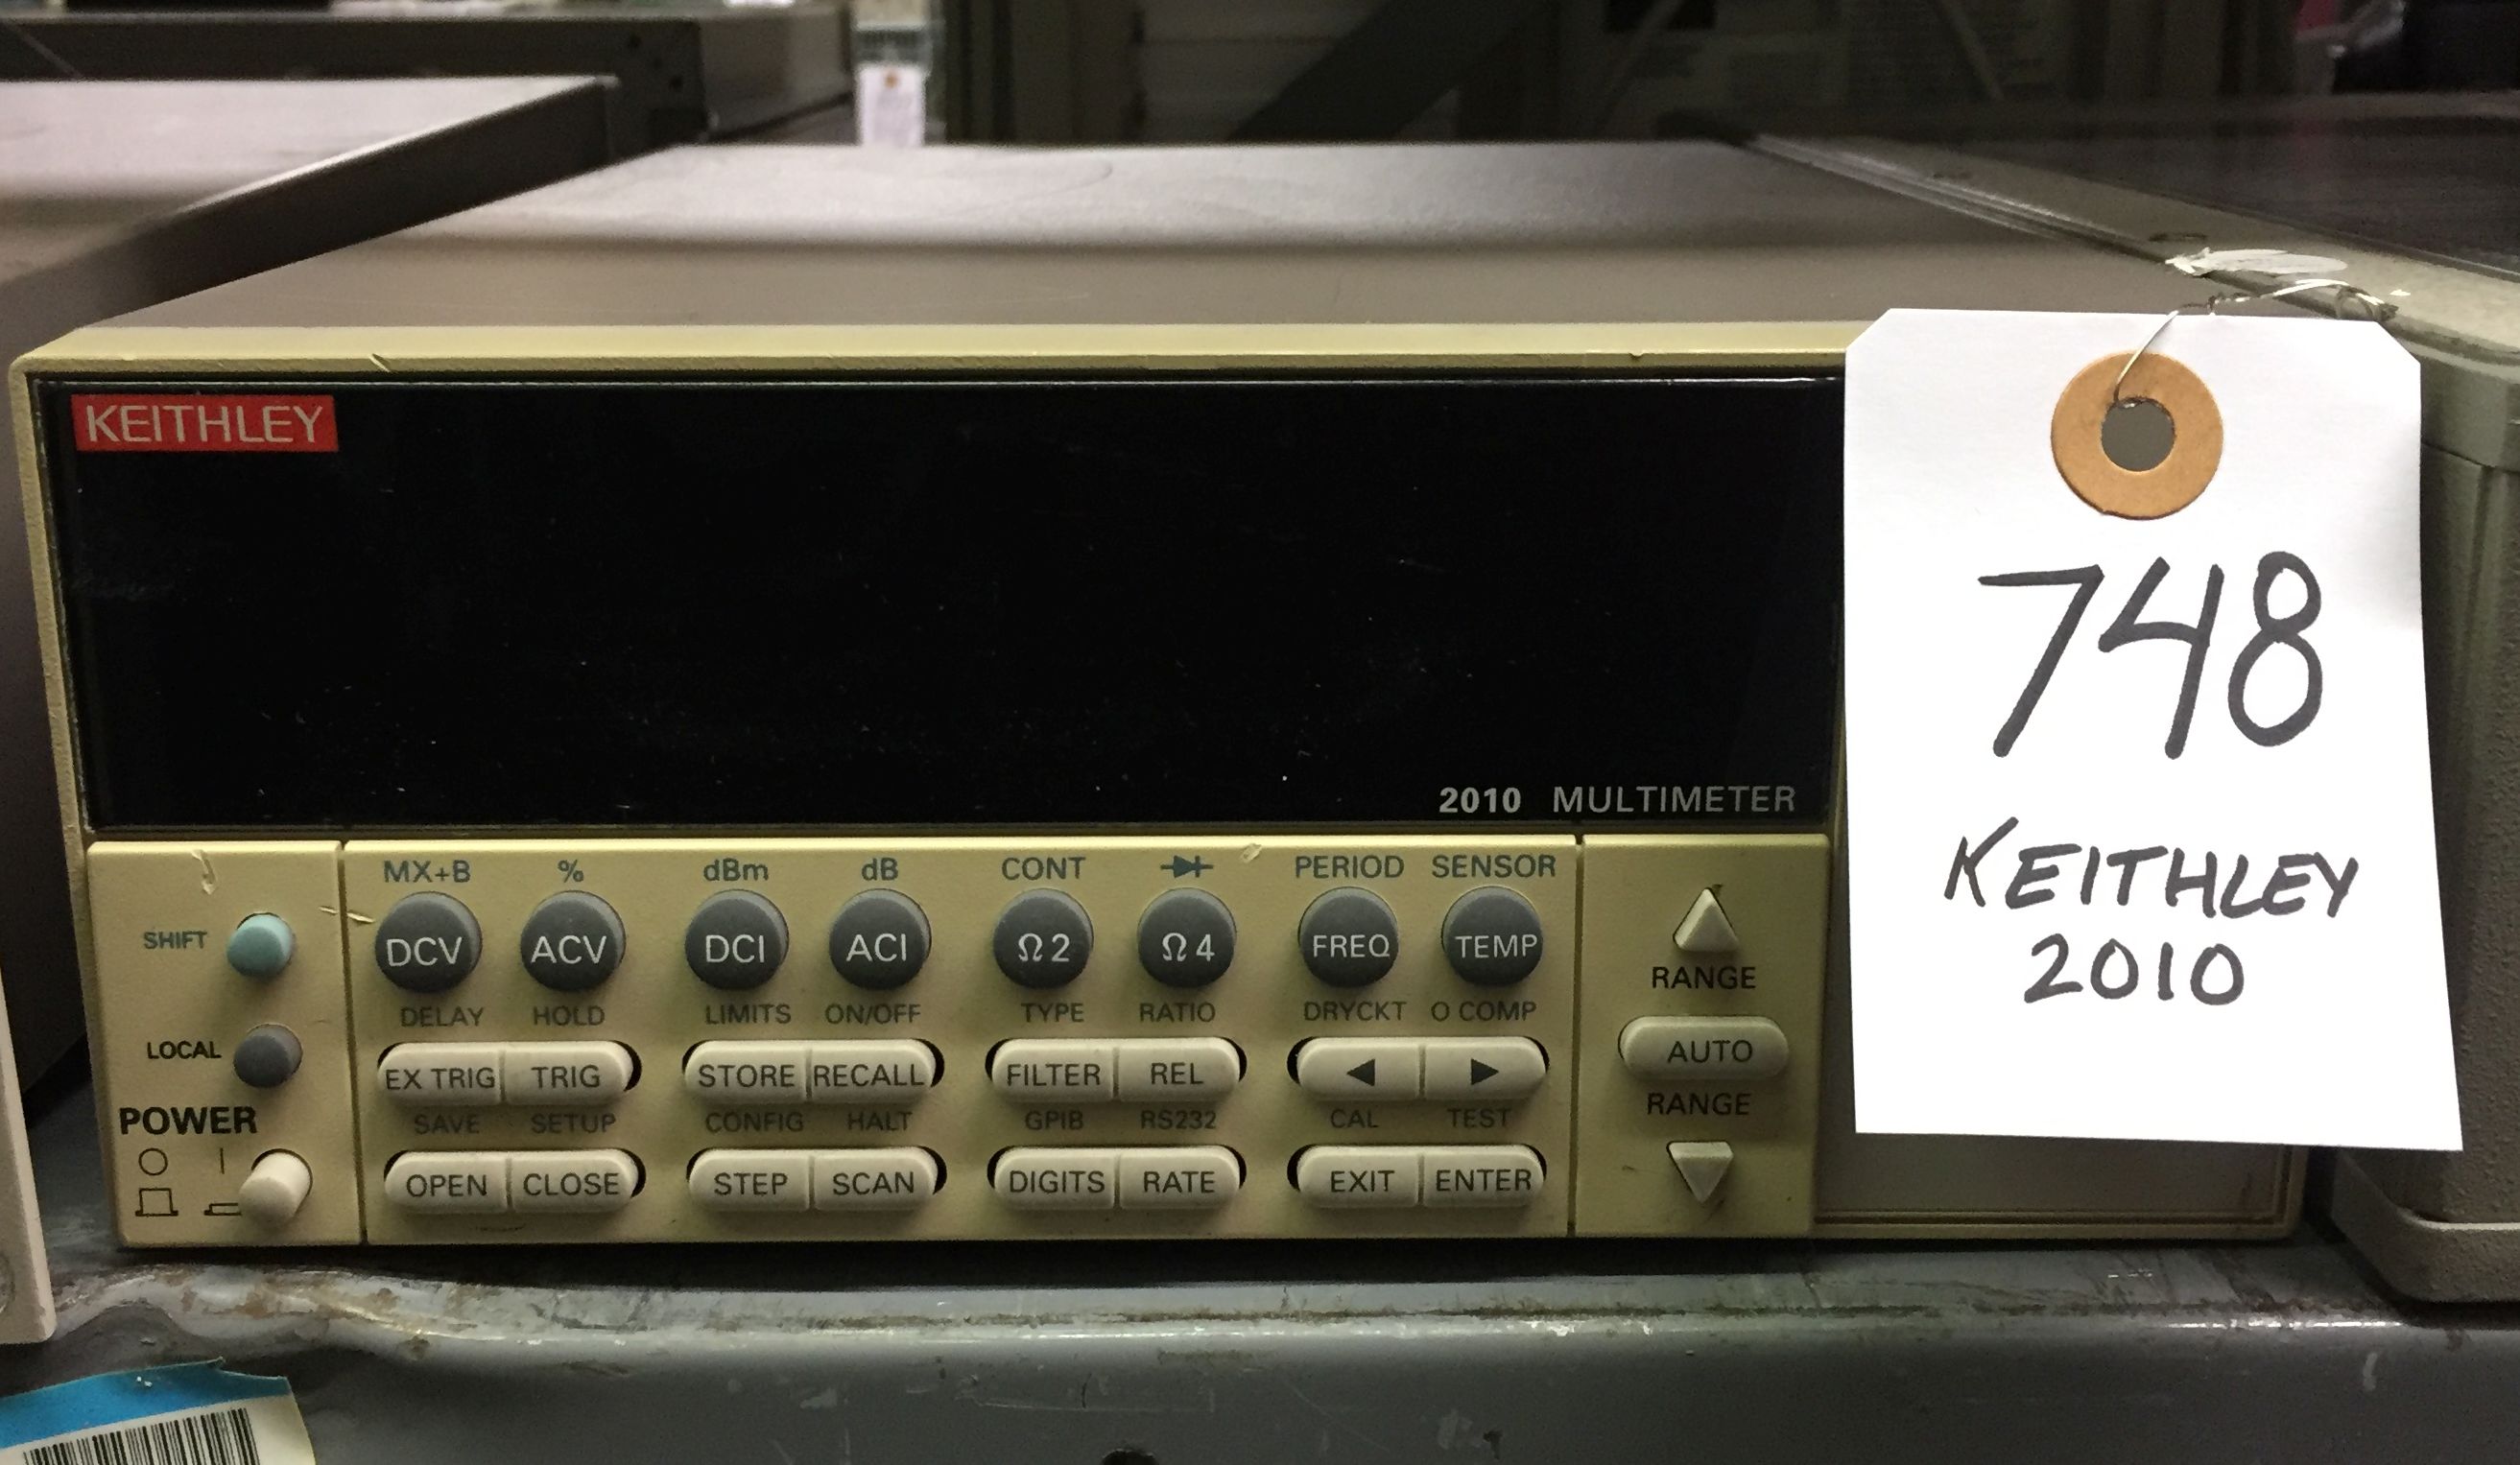 KEITHLEY
748
KEITHLEY
2010
2010 MULTIMETER
MX+B % dBm dB CONT PERIOD SENSOR
SHIFT DCV ACV DCI ACI Ω2 Ω4 FREQ TEMP
RANGE
DELAY HOLD LIMITS ON/OFF TYPE RATIO DRYCKT O COMP
LOCAL EX TRIG TRIG STORE RECALL FILTER REL AUTO
RANGE
POWER SAVE SETUP CONFIG HALT GPIB RS232 CAL TEST
OPEN CLOSE STEP SCAN DIGITS RATE EXIT ENTER